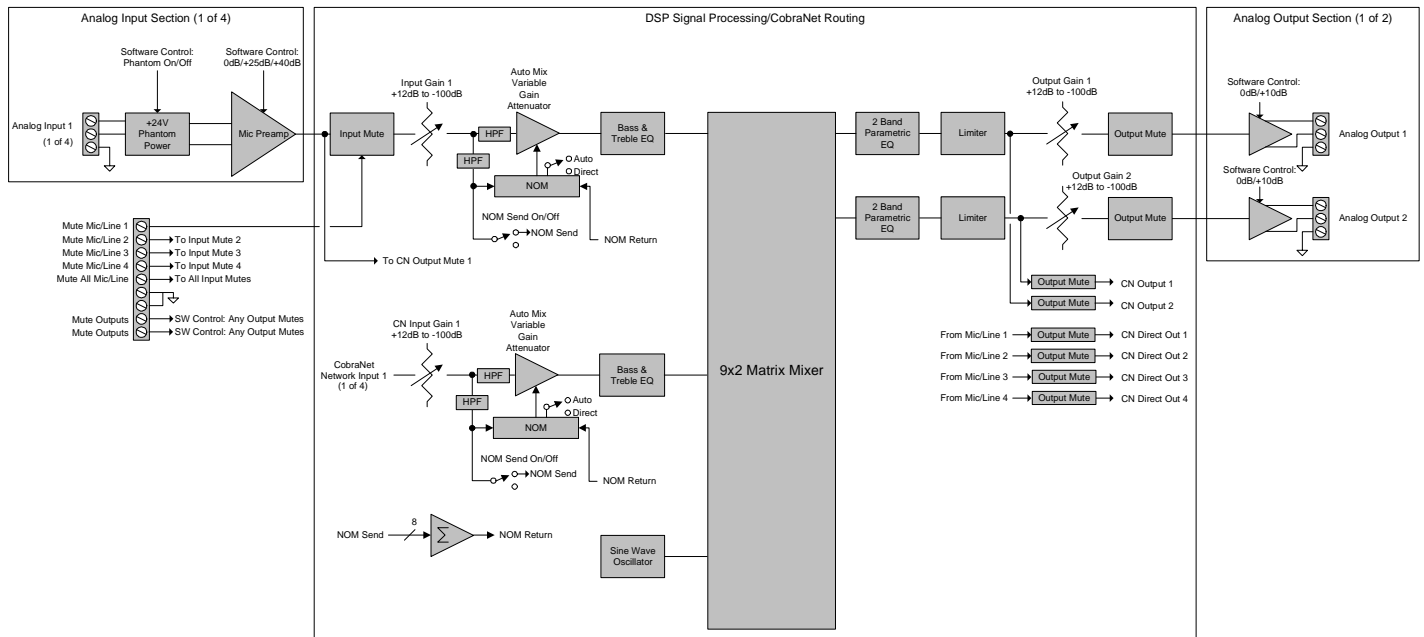 Analog Input Section (1 of 4)
Software Control:
Phantom On/Off
Software Control:
0dB/+25dB/+40dB
Analog Input 1
(1 of 4)
+24V
Phantom
Power
Mic Preamp
Mute Mic/Line 1
Mute Mic/Line 2
To Input Mute 2
Mute Mic/Line 3
To Input Mute 3
Mute Mic/Line 4
To Input Mute 4
Mute All Mic/Line
To All Input Mutes
Mute Outputs
SW Control: Any Output Mutes
Mute Outputs
SW Control: Any Output Mutes
DSP Signal Processing/CobraNet Routing
Input Mute
Input Gain 1
+12dB to -100dB
HPF
HPF
Auto Mix
Variable
Gain
Attenuator
Auto
Direct
NOM
NOM Send On/Off
NOM Send
NOM Return
To CN Output Mute 1
Bass &
Treble EQ
CobraNet
Network Input 1
(1 of 4)
CN Input Gain 1
+12dB to -100dB
HPF
HPF
Auto Mix
Variable
Gain
Attenuator
Auto
Direct
NOM
NOM Send On/Off
NOM Send
NOM Return
Bass &
Treble EQ
NOM Send
8
Σ
NOM Return
Sine Wave
Oscillator
9x2 Matrix Mixer
2 Band
Parametric
EQ
Limiter
Output Gain 1
+12dB to -100dB
Output Mute
2 Band
Parametric
EQ
Limiter
Output Gain 2
+12dB to -100dB
Output Mute
Output Mute
CN Output 1
Output Mute
CN Output 2
From Mic/Line 1
Output Mute
CN Direct Out 1
From Mic/Line 2
Output Mute
CN Direct Out 2
From Mic/Line 3
Output Mute
CN Direct Out 3
From Mic/Line 4
Output Mute
CN Direct Out 4
Analog Output Section (1 of 2)
Software Control:
0dB/+10dB
Analog Output 1
Software Control:
0dB/+10dB
Analog Output 2